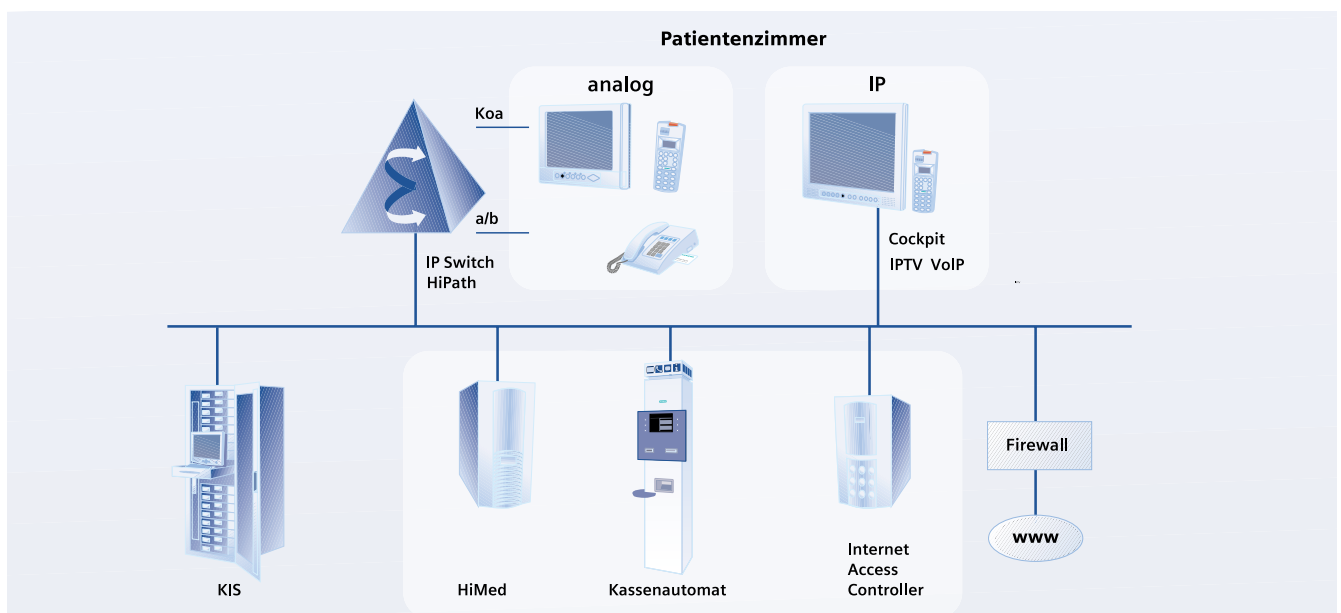 Patientenzimmer
analog
IP
Koa
a/b
IP Switch
HiPath
Cockpit
IPTV VoIP
Firewall
www
KIS
HiMed
Kassenautomat
Internet
Access
Controller